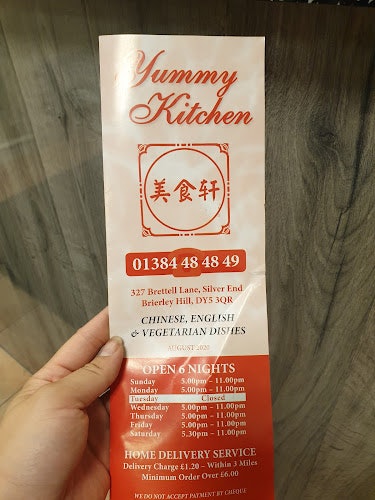 Yummy
Kitchen
美食轩
01384 48 48 49
327 Brettell Lane, Silver End
Brierley Hill, DY5 3QR
CHINESE, ENGLISH
& VEGETARIAN DISHES
AUGUST 2020
OPEN 6 NIGHTS
Sunday 5.00pm – 11.00pm
Monday 5.00pm – 11.00pm
Tuesday Closed
Wednesday 5.00pm – 11.00pm
Thursday 5.00pm – 11.00pm
Friday 5.00pm – 11.00pm
Saturday 5.30pm – 11.00pm
HOME DELIVERY SERVICE
Delivery Charge £1.20 – Within 3 Miles
Minimum Order Over £6.00
WE DO NOT ACCEPT PAYMENT BY CHEQUE